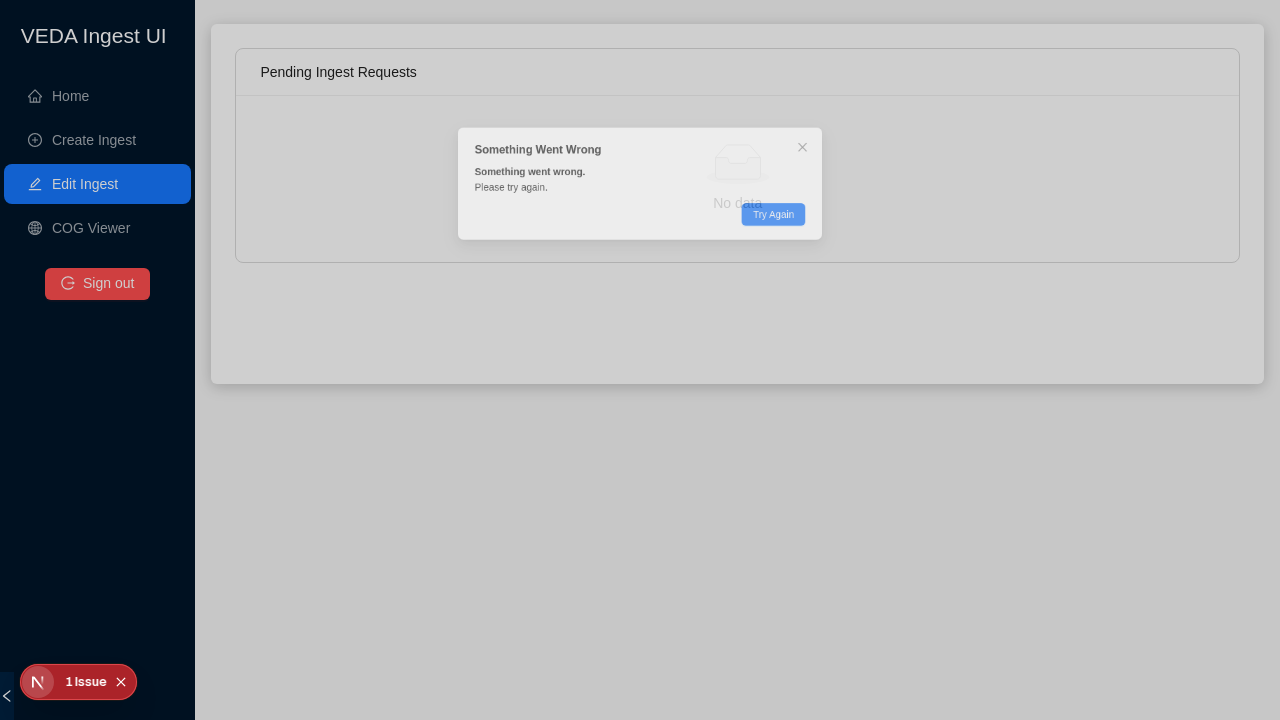 VEDA Ingest UI
Home
Create Ingest
Edit Ingest
COG Viewer
Sign out
Pending Ingest Requests
Something Went Wrong
Something went wrong.
Please try again.
No data
Try Again
1 Issue